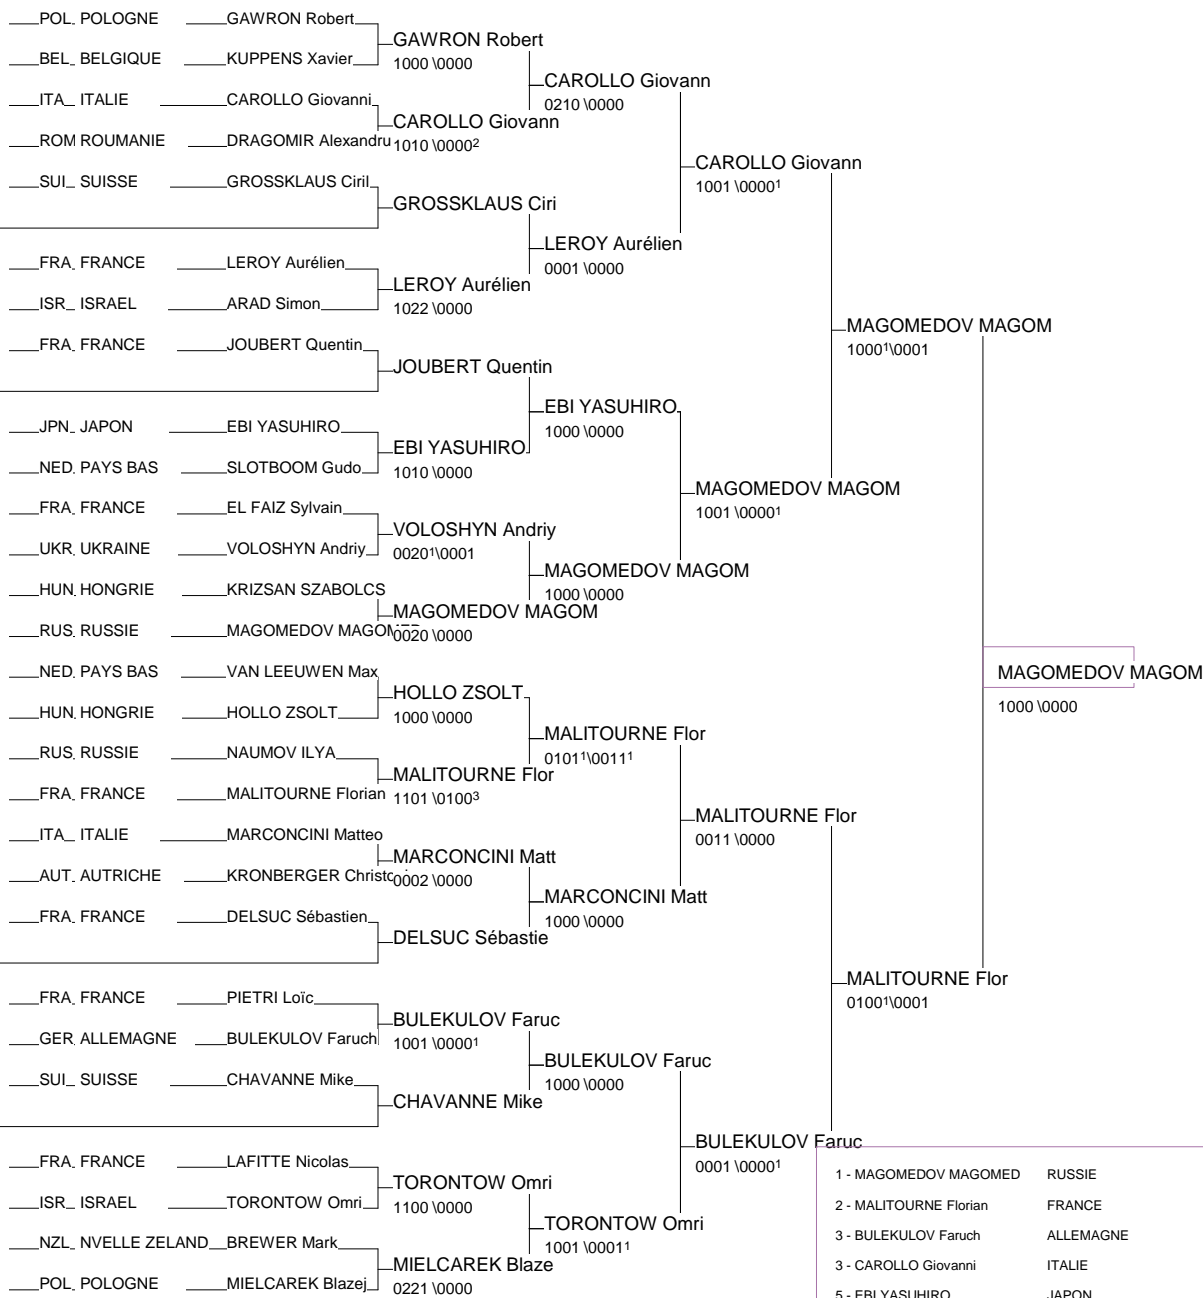 POL POLOGNE GAWRON Robert
BEL BELGIQUE KUPPENS Xavier
ITA ITALIE CAROLLO Giovanni
ROM ROUMANIE DRAGOMIR Alexandru
SUI SUISSE GROSSKLAUS Ciril
FRA FRANCE LEROY Aurélien
ISR ISRAEL ARAD Simon
FRA FRANCE JOUBERT Quentin
JPN JAPON EBI YASUHIRO
NED PAYS BAS SLOTBOOM Gudo
FRA FRANCE EL FAIZ Sylvain
UKR UKRAINE VOLOSHYN Andriy
HUN HONGRIE KRIZSAN SZABOLCS
RUS RUSSIE MAGOMEDOV MAGOMED
NED PAYS BAS VAN LEEUWEN Max
HUN HONGRIE HOLLO ZSOLT
RUS RUSSIE NAUMOV ILYA
FRA FRANCE MALITOURNE Florian
ITA ITALIE MARCONCINI Matteo
AUT AUTRICHE KRONBERGER Christo
FRA FRANCE DELSUC Sébastien
FRA FRANCE PIETRI Loïc
GER ALLEMAGNE BULEKULOV Faruch
SUI SUISSE CHAVANNE Mike
FRA FRANCE LAFITTE Nicolas
ISR ISRAEL TORONTOW Omri
NZL NVELLE ZELAND BREWER Mark
POL POLOGNE MIELCAREK Blazej
GAWRON Robert
1000 \0000
CAROLLO Giovann
1010 \0000²
GROSSKLAUS Ciri
LEROY Aurélien
1022 \0000
JOUBERT Quentin
EBI YASUHIRO
1010 \0000
VOLOSHYN Andriy
0020¹\0001
MAGOMEDOV MAGOM
0020 \0000
HOLLO ZSOLT
1000 \0000
MALITOURNE Flor
1101 \0100³
MARCONCINI Matt
0002 \0000
DELSUC Sébastie
BULEKULOV Faruc
1001 \0000¹
CHAVANNE Mike
TORONTOW Omri
1100 \0000
MIELCAREK Blaze
0221 \0000
CAROLLO Giovann
0210 \0000
LEROY Aurélien
0001 \0000
EBI YASUHIRO
1000 \0000
MAGOMEDOV MAGOM
1000 \0000
MALITOURNE Flor
0101¹\0011¹
MARCONCINI Matt
1000 \0000
BULEKULOV Faruc
1000 \0000
TORONTOW Omri
1001 \0001¹
CAROLLO Giovann
1001 \0000¹
MAGOMEDOV MAGOM
1001 \0000¹
MALITOURNE Flor
0011 \0000
BULEKULOV Faruc
0001 \0000¹
MAGOMEDOV MAGOM
1000¹\0001
MALITOURNE Flor
0100¹\0001
MAGOMEDOV MAGOM
1000 \0000
1 - MAGOMEDOV MAGOMED RUSSIE
2 - MALITOURNE Florian FRANCE
3 - BULEKULOV Faruch ALLEMAGNE
3 - CAROLLO Giovanni ITALIE
5 - EBI YASUHIRO JAPON